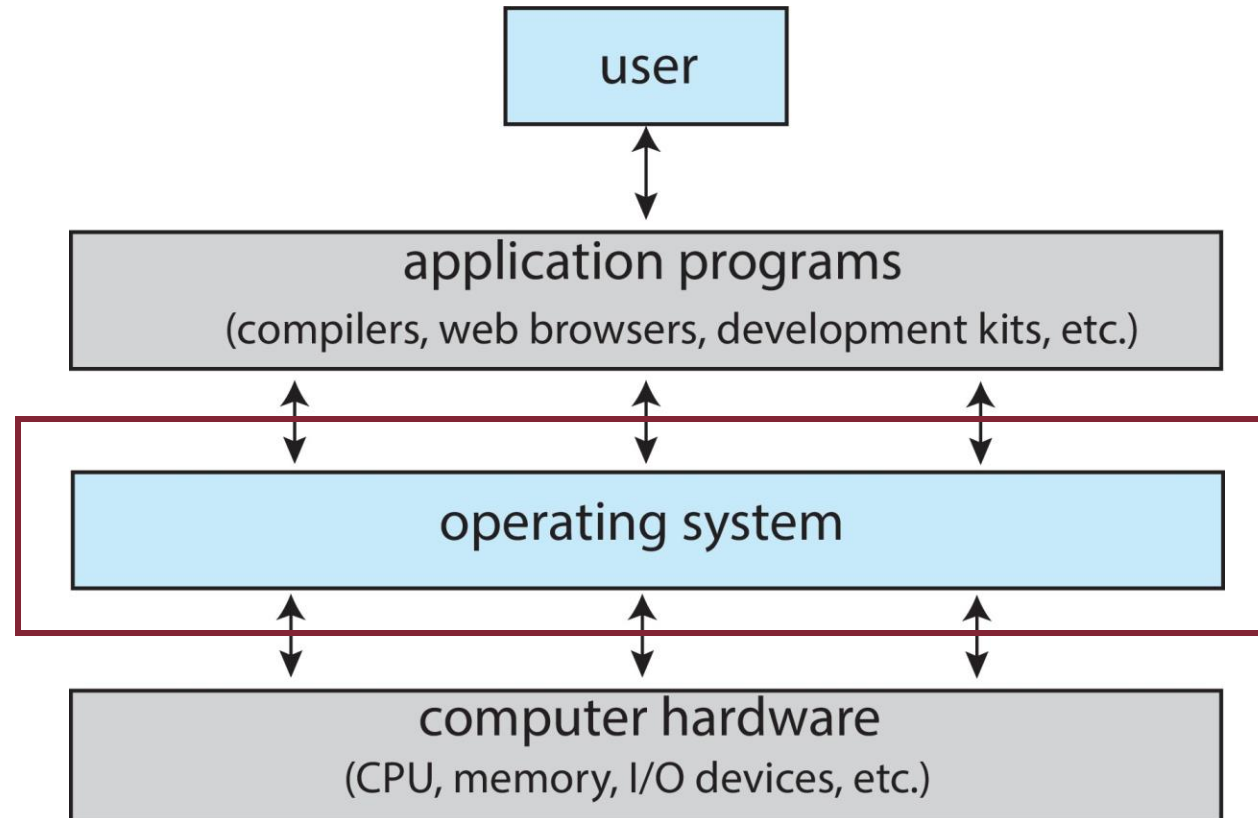 user
application programs
(compilers, web browsers, development kits, etc.)
operating system
computer hardware
(CPU, memory, I/O devices, etc.)